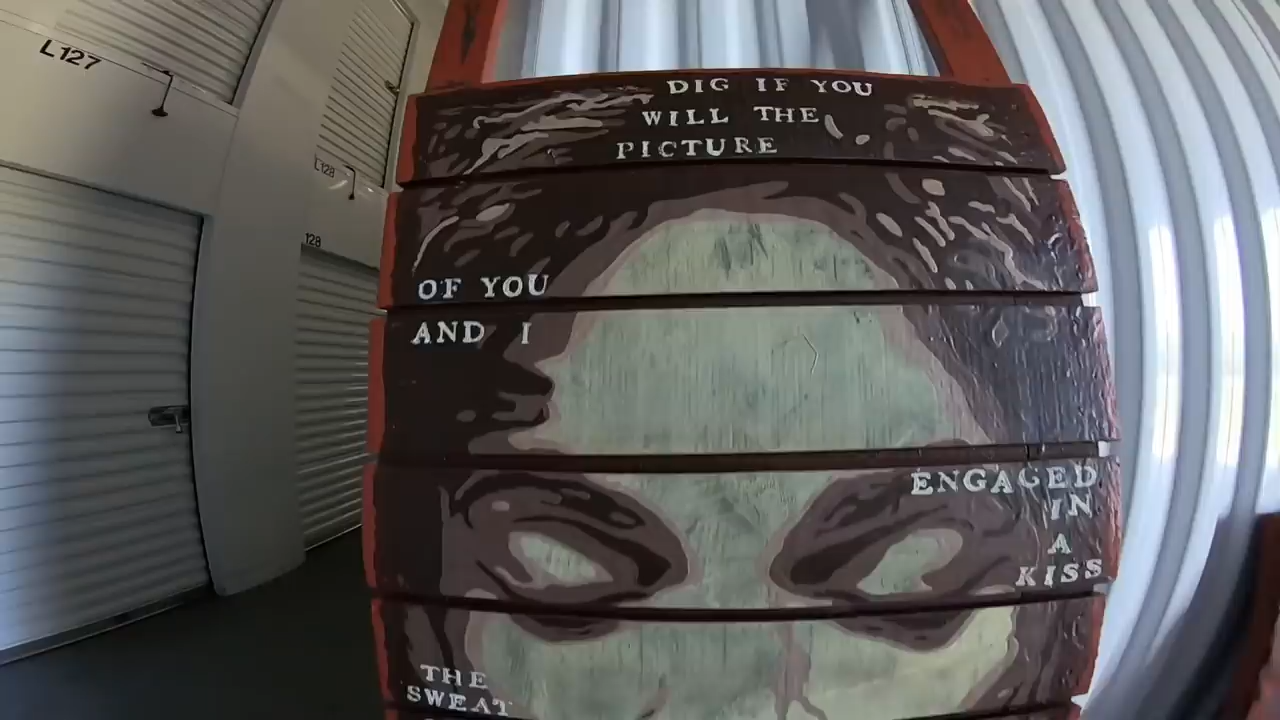 L127
L128
128
DIG IF YOU
WILL THE
PICTURE
OF YOU
AND I
ENGAGED
IN
A
KISS
THE
SWEAT